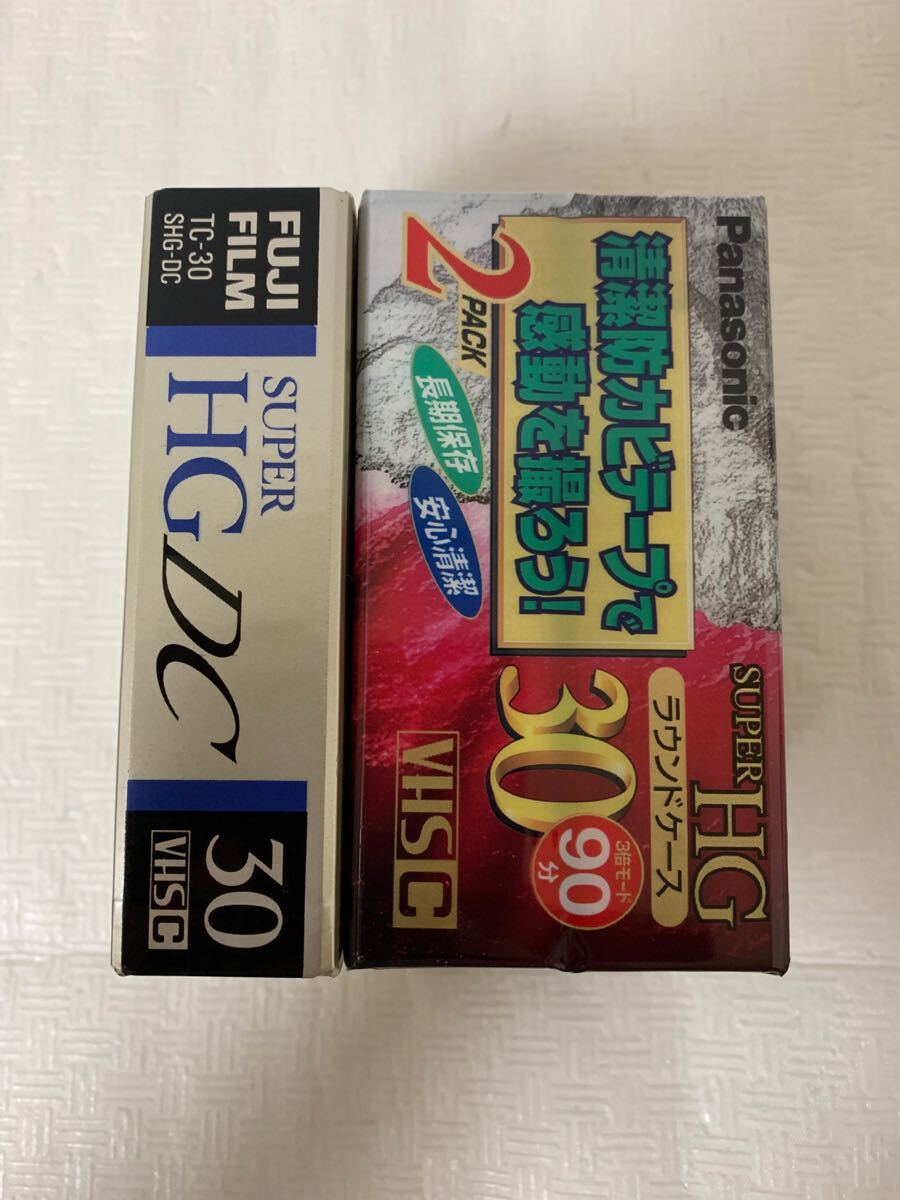 FUJI
FILM
TC-30
SHG-DC
SUPER
HG DC
30
VHS C
Panasonic
清潔防カビテープで
感動を撮ろう!
2 PACK
長期保存
安心清潔
SUPER HG
ラウンドケース
30
3倍モード
90
分
VHS C